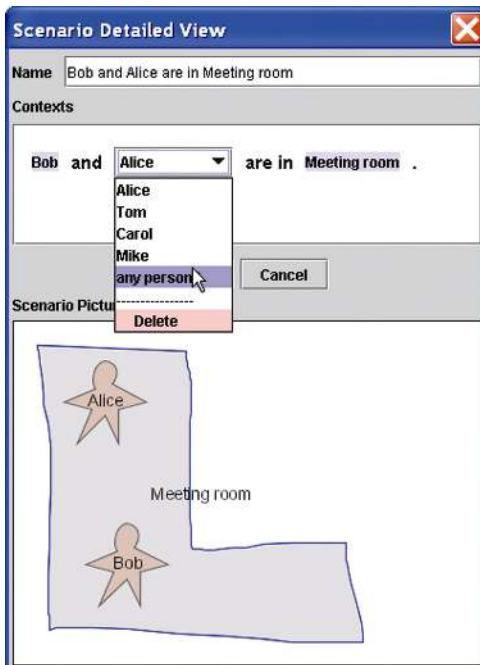 Scenario Detailed View
Name Bob and Alice are in Meeting room
Contexts
Bob and Alice are in Meeting room .
Alice
Tom
Carol
Mike
any person
Cancel
----------------
Scenario Pictu
Delete
Alice
Meeting room
Bob